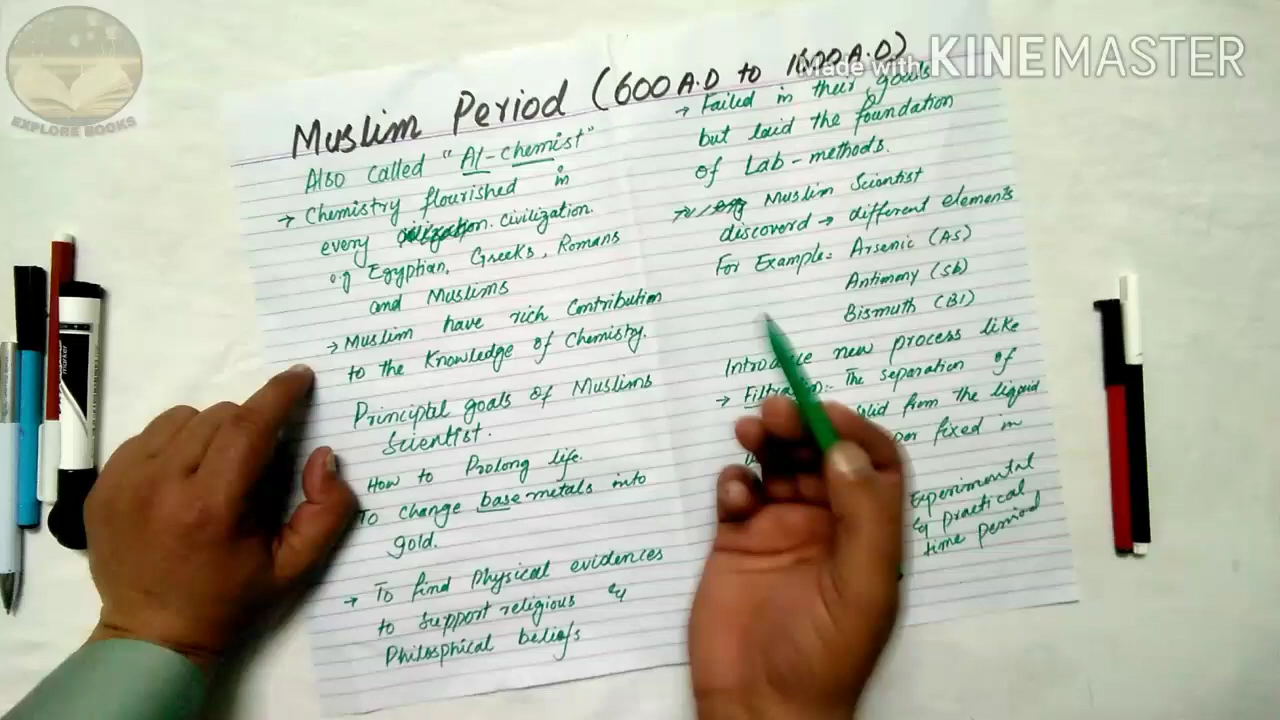 EXPLORE BOOKS
Made with KINEMASTER
Muslim Period (600 A.D to 1600 A.D)
Also called "Al-Chemist"
→ Chemistry flourished in
every civilization.
e.g Egyptian, Greeks, Romans
and Muslims
→ Muslim have rich contribution
to the Knowledge of Chemistry.
Principal goals of Muslims
Scientist.
How to Prolong life.
To change base metals into
gold.
→ To find Physical evidences
to support religious &
Philosphical beliefs
→ Failed in their goals
but laid the foundation
of Lab-methods.
Muslim Scientist
discoverd → different elements
For Example: Arsenic (AS)
Antimony (Sb)
Bismuth (BI)
Introduce new process like
→ Filtration:- The separation of
solid from the liquid
fixed in
Experimental
& practical
time period
marker